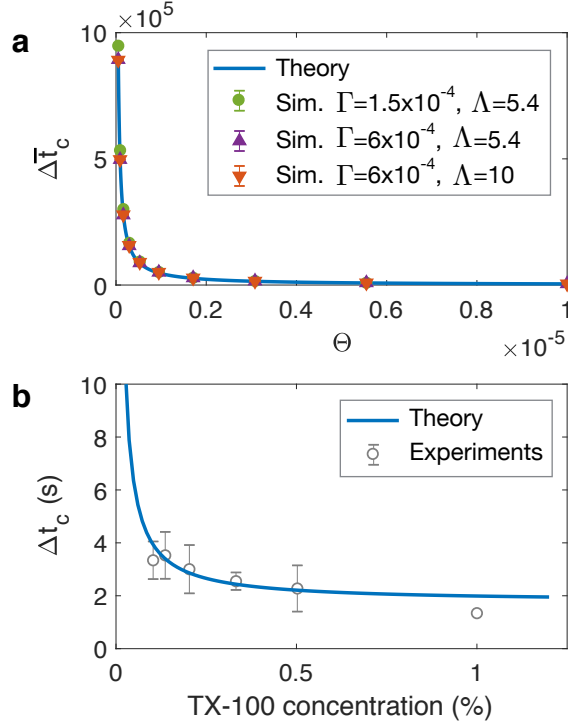 a
×10⁵
10
5
0
Δt̅c
Theory
Sim. Γ=1.5x10⁻⁴, Λ=5.4
Sim. Γ=6x10⁻⁴, Λ=5.4
Sim. Γ=6x10⁻⁴, Λ=10
0 0.2 0.4 0.6 0.8 1
Θ
×10⁻⁵
b
10
8
6
4
2
0
Δtc (s)
Theory
Experiments
0 0.5 1
TX-100 concentration (%)